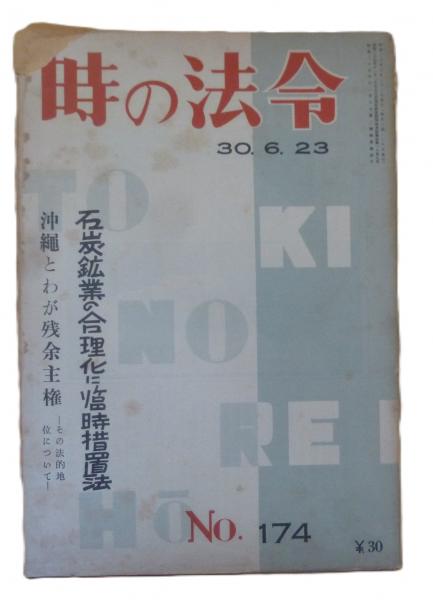 時の法令
30. 6. 23
TO
KI
NO
REI
HŌ
石炭鉱業の合理化に臨時措置法
沖繩とわが残余主権
―その法的地
位について―
No. 174
¥30